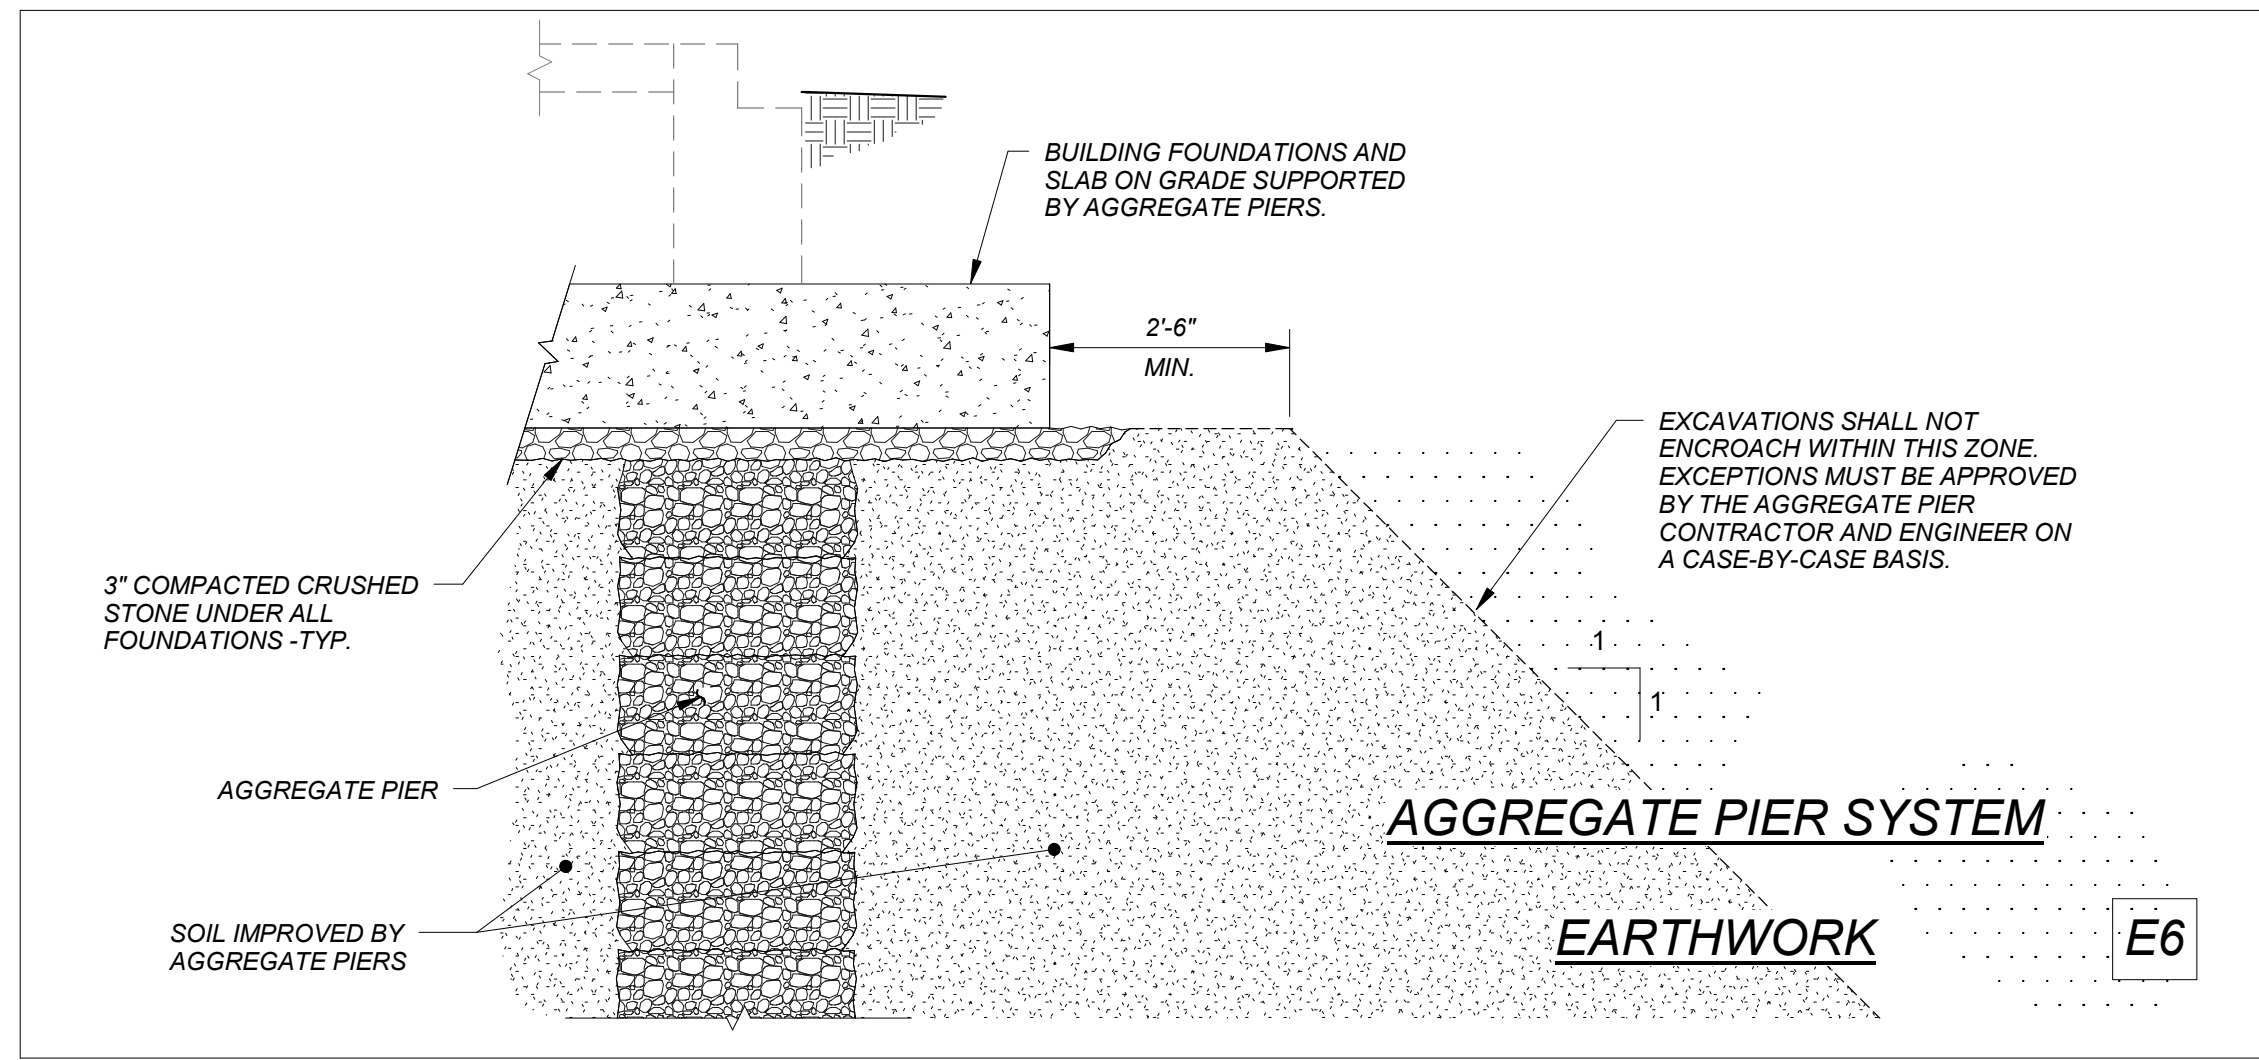 BUILDING FOUNDATIONS AND
SLAB ON GRADE SUPPORTED
BY AGGREGATE PIERS.
2'-6"
MIN.
EXCAVATIONS SHALL NOT
ENCROACH WITHIN THIS ZONE.
EXCEPTIONS MUST BE APPROVED
BY THE AGGREGATE PIER
CONTRACTOR AND ENGINEER ON
A CASE-BY-CASE BASIS.
3" COMPACTED CRUSHED
STONE UNDER ALL
FOUNDATIONS -TYP.
1
1
AGGREGATE PIER
SOIL IMPROVED BY
AGGREGATE PIERS
AGGREGATE PIER SYSTEM
EARTHWORK
E6